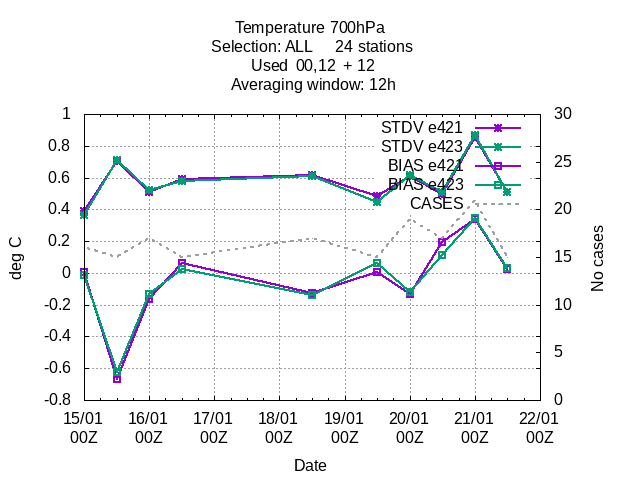 Temperature 700hPa
Selection: ALL     24 stations
Used  00,12  + 12
Averaging window: 12h
deg C
No cases
1
0.8
0.6
0.4
0.2
0
-0.2
-0.4
-0.6
-0.8
30
25
20
15
10
5
0
STDV e421
STDV e423
BIAS e421
BIAS e423
CASES
15/01 16/01 17/01 18/01 19/01 20/01 21/01 22/01
00Z 00Z 00Z 00Z 00Z 00Z 00Z 00Z
Date